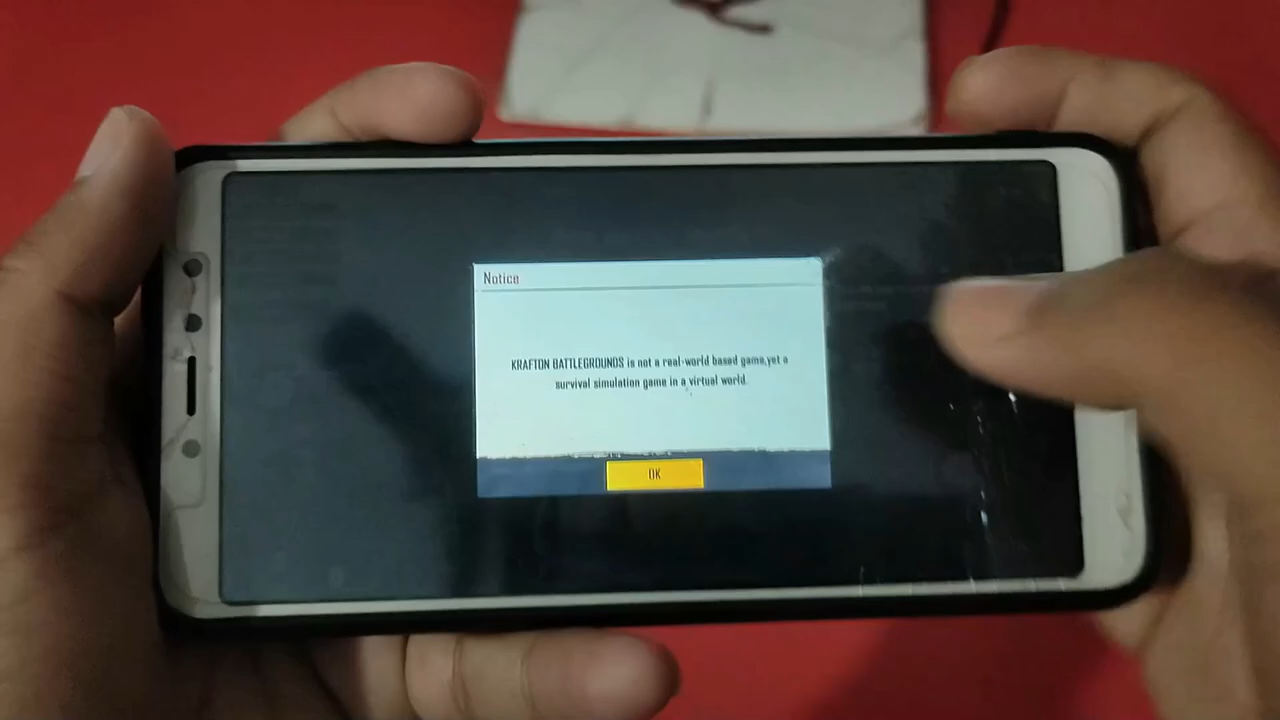 Notice
KRAFTON BATTLEGROUNDS is not a real-world based game,yet a
survival simulation game in a virtual world.
OK